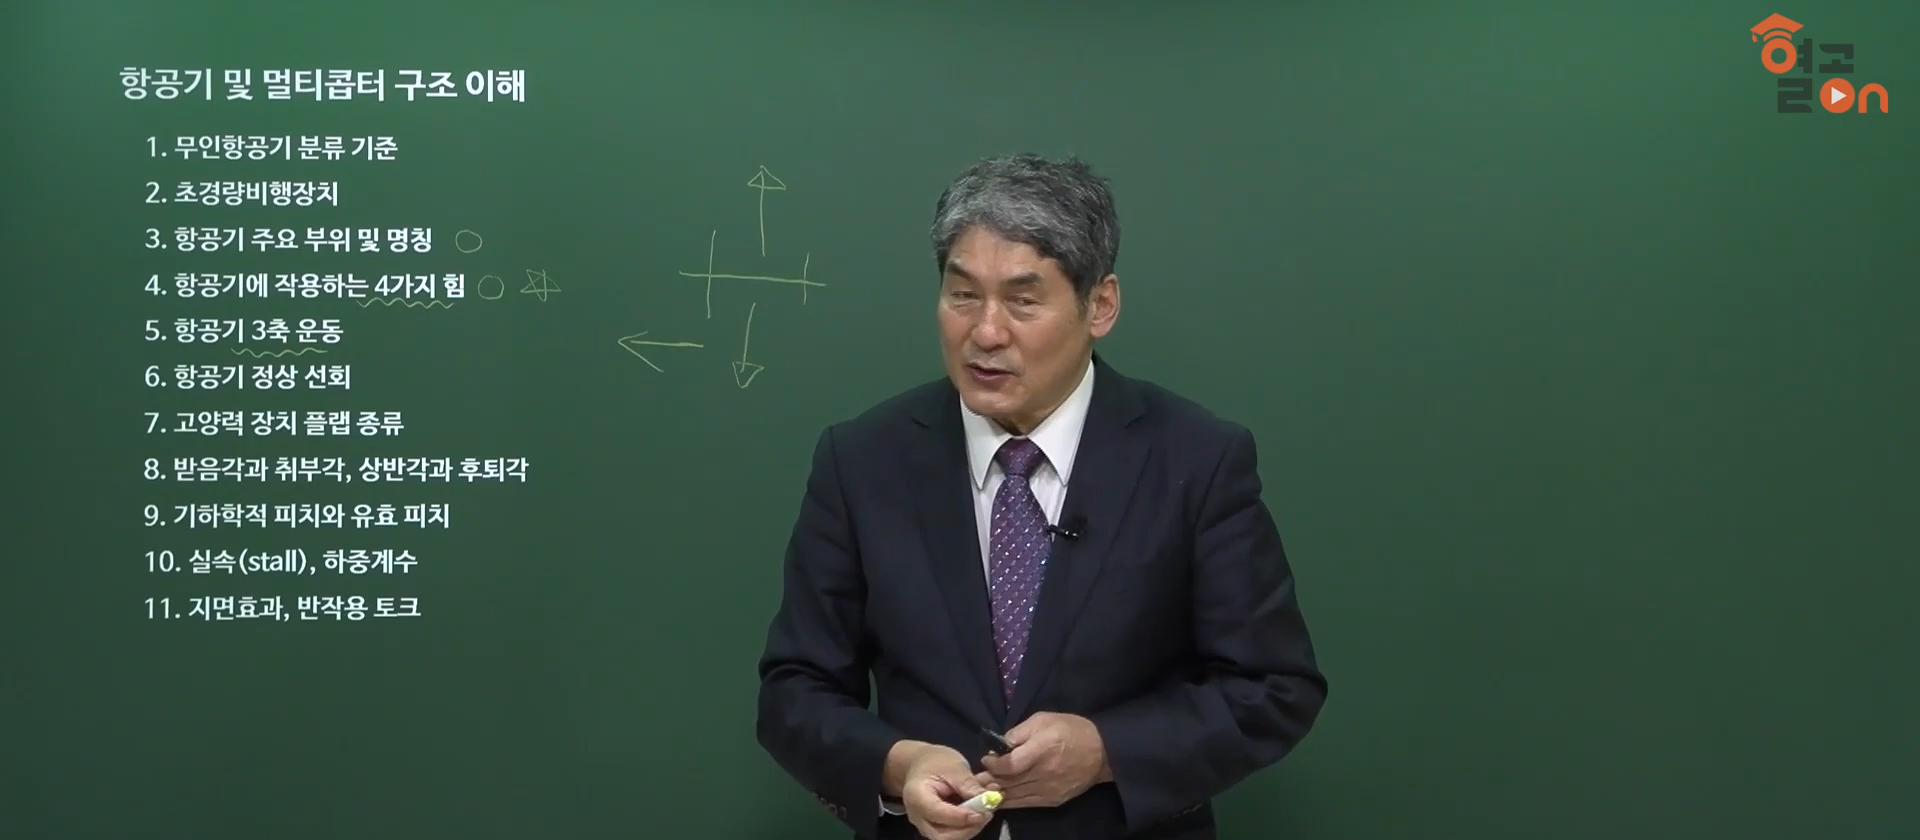 항공기 및 멀티콥터 구조 이해
1. 무인항공기 분류 기준
2. 초경량비행장치
3. 항공기 주요 부위 및 명칭
4. 항공기에 작용하는 4가지 힘
5. 항공기 3축 운동
6. 항공기 정상 선회
7. 고양력 장치 플랩 종류
8. 받음각과 취부각, 상반각과 후퇴각
9. 기하학적 피치와 유효 피치
10. 실속(stall), 하중계수
11. 지면효과, 반작용 토크
열고
ㄹon